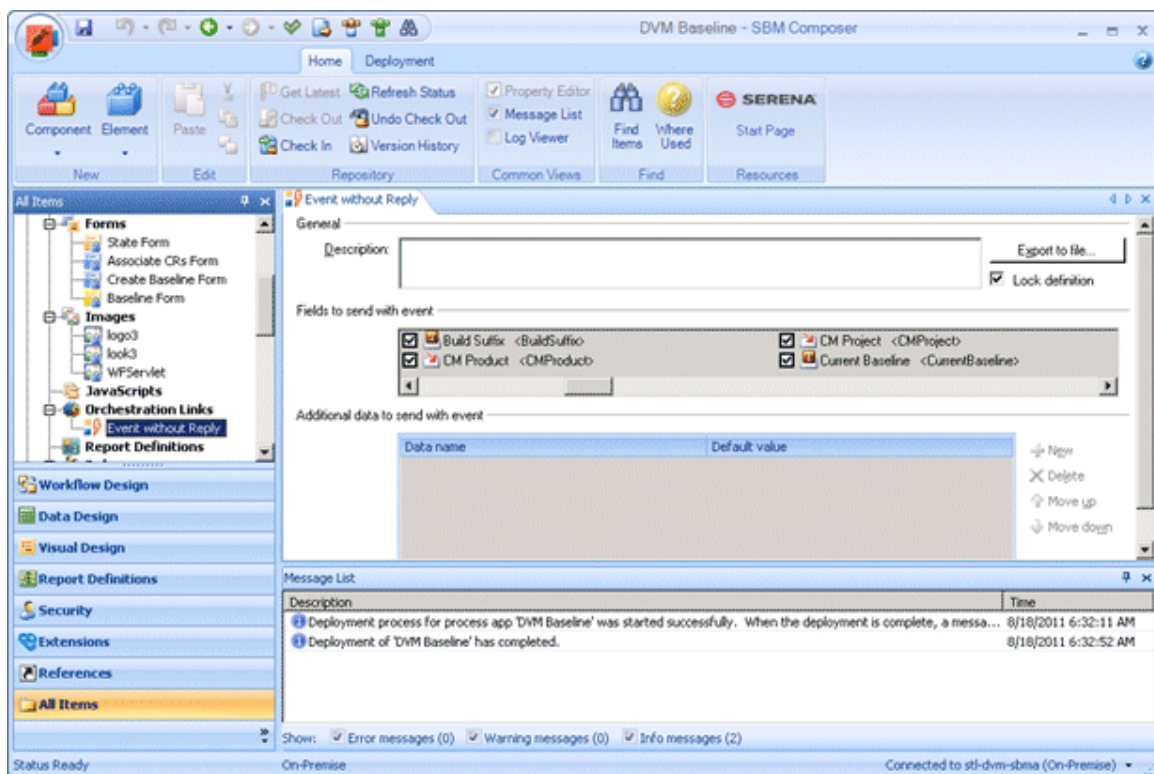 DVM Baseline - SBM Composer
Home Deployment
Component Element
New
Paste
Edit
Get Latest Refresh Status
Check Out Undo Check Out
Check In Version History
Repository
Property Editor
Message List
Log Viewer
Common Views
Find Items Where Used
Find
SERENA
Start Page
Resources
All Items
Forms
State Form
Associate CRs Form
Create Baseline Form
Baseline Form
Images
logo3
look3
WFServlet
JavaScripts
Orchestration Links
Event without Reply
Report Definitions
Workflow Design
Data Design
Visual Design
Report Definitions
Security
Extensions
References
All Items
Event without Reply
General
Description:
Export to file...
Lock definition
Fields to send with event
Build Suffix <BuildSuffix> CM Project <CMProject>
CM Product <CMProduct> Current Baseline <CurrentBaseline>
Additional data to send with event
Data name Default value
New
Delete
Move up
Move down
Message List
Description Time
Deployment process for process app 'DVM Baseline' was started successfully. When the deployment is complete, a messa... 8/18/2011 6:32:11 AM
Deployment of 'DVM Baseline' has completed. 8/18/2011 6:32:52 AM
Show: Error messages (0) Warning messages (0) Info messages (2)
Status Ready On-Premise Connected to stl-dvm-sbma (On-Premise)